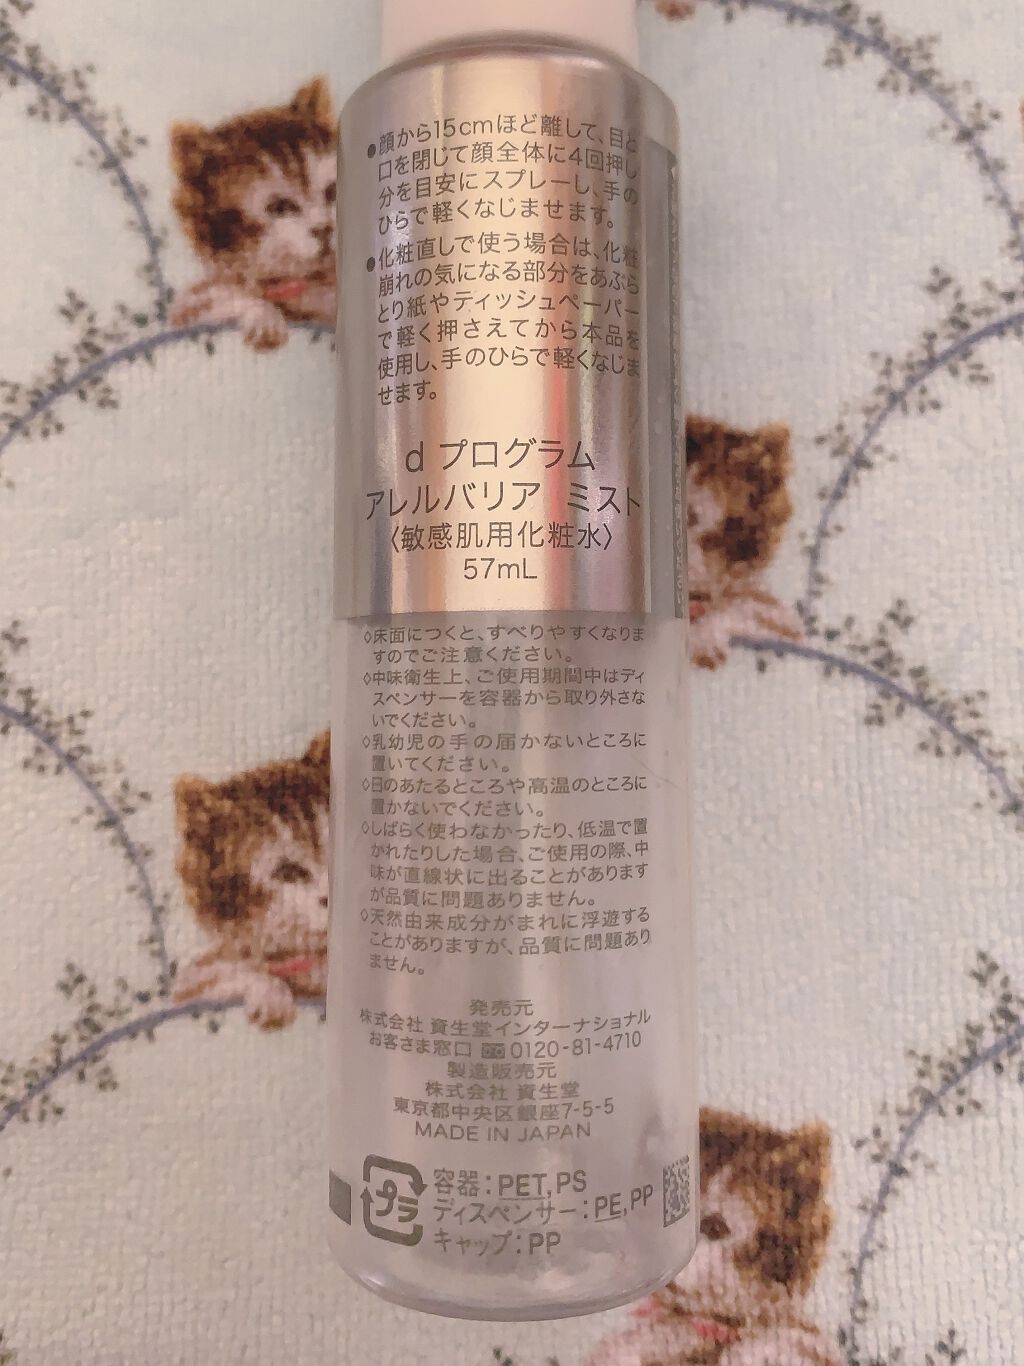 ●顔から15cmほど離して、目と
口を閉じて顔全体に4回押し
分を目安にスプレーし、手の
ひらで軽くなじませます。
●化粧直しで使う場合は、化粧
崩れの気になる部分をあぶら
とり紙やティッシュペーパー
で軽く押さえてから本品を
使用し、手のひらで軽くなじま
せます。
d プログラム
アレルバリア ミスト
〈敏感肌用化粧水〉
57mL
◇床面につくと、すべりやすくなりま
すのでご注意ください。
◇中味衛生上、ご使用期間中はディ
スペンサーを容器から取り外さな
いでください。
◇乳幼児の手の届かないところに
置いてください。
◇日のあたるところや高温のところに
置かないでください。
◇しばらく使わなかったり、低温で置
かれたりした場合、ご使用の際、中
味が直線状に出ることがあります
が品質に問題ありません。
◇天然由来成分がまれに浮遊する
ことがありますが、品質に問題あり
ません。
発売元
株式会社 資生堂インターナショナル
お客さま窓口 0120-81-4710
製造販売元
株式会社 資生堂
東京都中央区銀座7-5-5
MADE IN JAPAN
プラ
容器：PET,PS
ディスペンサー：PE,PP
キャップ：PP